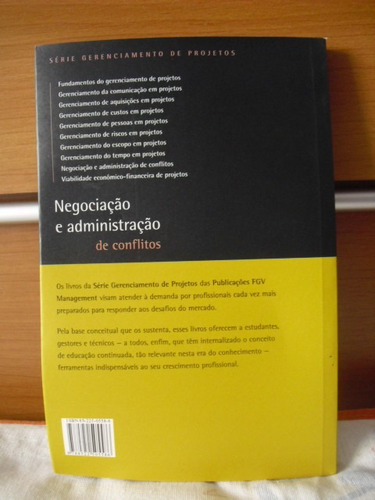 SÉRIE GERENCIAMENTO DE PROJETOS
Fundamentos do gerenciamento de projetos
Gerenciamento da comunicação em projetos
Gerenciamento de aquisições em projetos
Gerenciamento de custos em projetos
Gerenciamento de pessoas em projetos
Gerenciamento de riscos em projetos
Gerenciamento do escopo em projetos
Gerenciamento do tempo em projetos
Negociação e administração de conflitos
Viabilidade econômico-financeira de projetos
Negociação
e administração
de conflitos
Os livros da Série Gerenciamento de Projetos das Publicações FGV
Management visam atender à demanda por profissionais cada vez mais
preparados para responder aos desafios do mercado.
Pela base conceitual que os sustenta, esses livros oferecem a estudantes,
gestores e técnicos — a todos, enfim, que têm internalizado o conceito
de educação continuada, tão relevante nesta era do conhecimento —
ferramentas indispensáveis ao seu crescimento profissional.